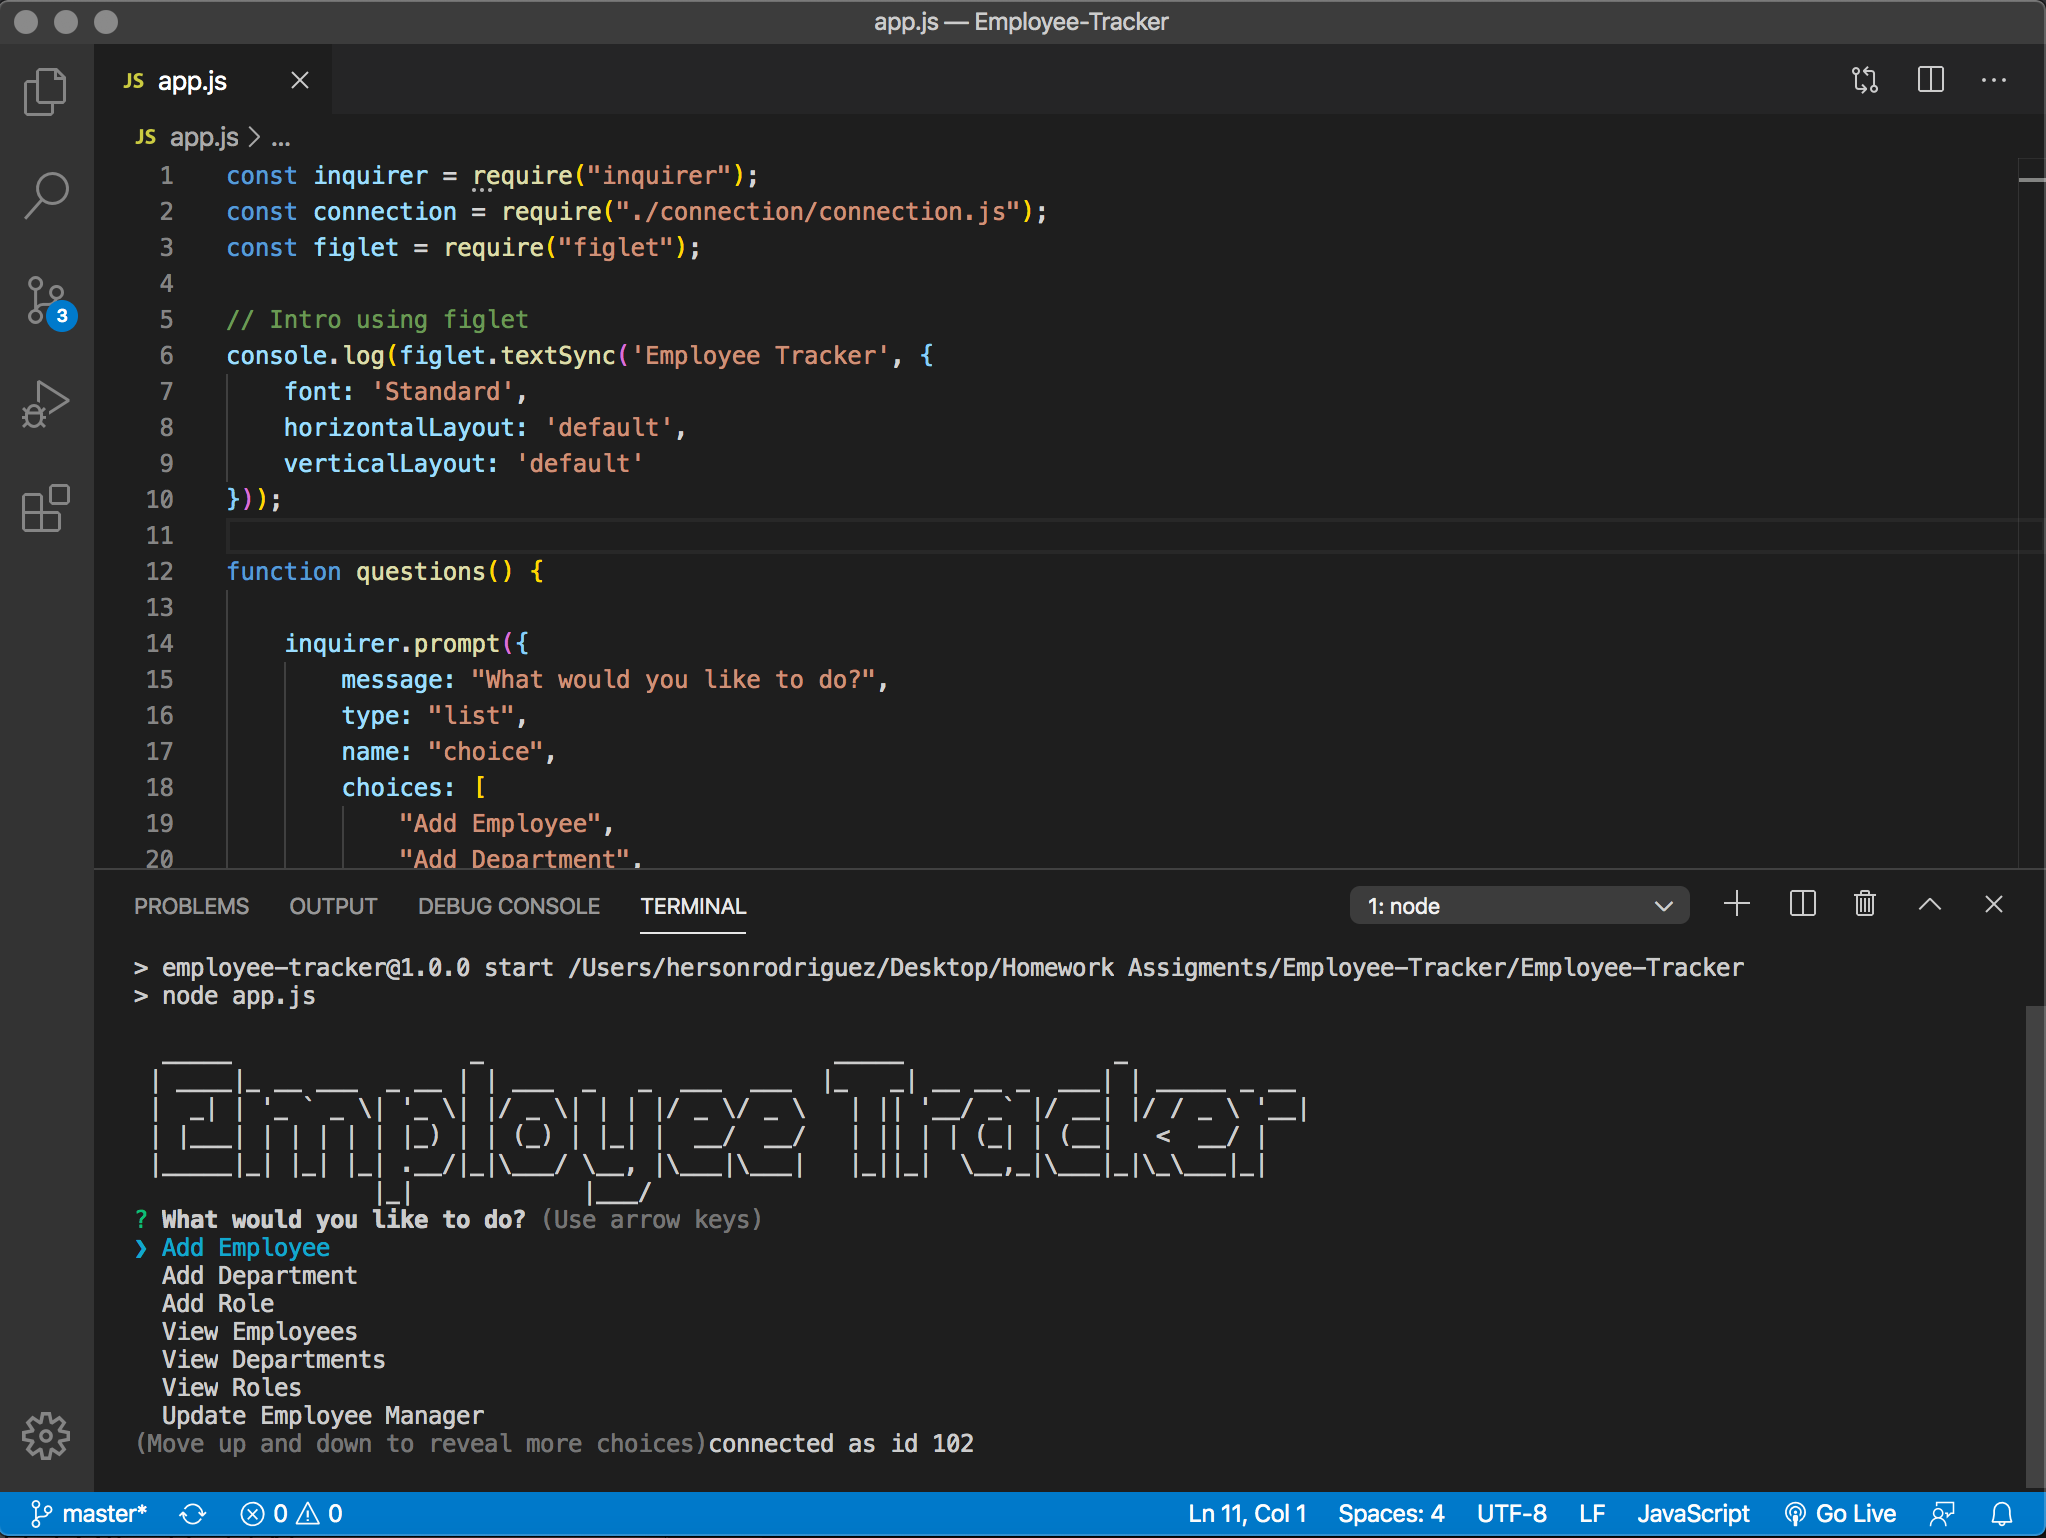 app.js — Employee-Tracker
JS app.js
JS app.js > ...
1 const inquirer = require("inquirer");
2 const connection = require("./connection/connection.js");
3 const figlet = require("figlet");
4
5 // Intro using figlet
6 console.log(figlet.textSync('Employee Tracker', {
7     font: 'Standard',
8     horizontalLayout: 'default',
9     verticalLayout: 'default'
10 }));
11
12 function questions() {
13
14     inquirer.prompt({
15         message: "What would you like to do?",
16         type: "list",
17         name: "choice",
18         choices: [
19             "Add Employee",
20             "Add Department",
3
PROBLEMS OUTPUT DEBUG CONSOLE TERMINAL 1: node
> employee-tracker@1.0.0 start /Users/hersonrodriguez/Desktop/Homework Assigments/Employee-Tracker/Employee-Tracker
> node app.js
Employee Tracker
? What would you like to do? (Use arrow keys)
❯ Add Employee
Add Department
Add Role
View Employees
View Departments
View Roles
Update Employee Manager
(Move up and down to reveal more choices)connected as id 102
master* 0 0 Ln 11, Col 1 Spaces: 4 UTF-8 LF JavaScript Go Live